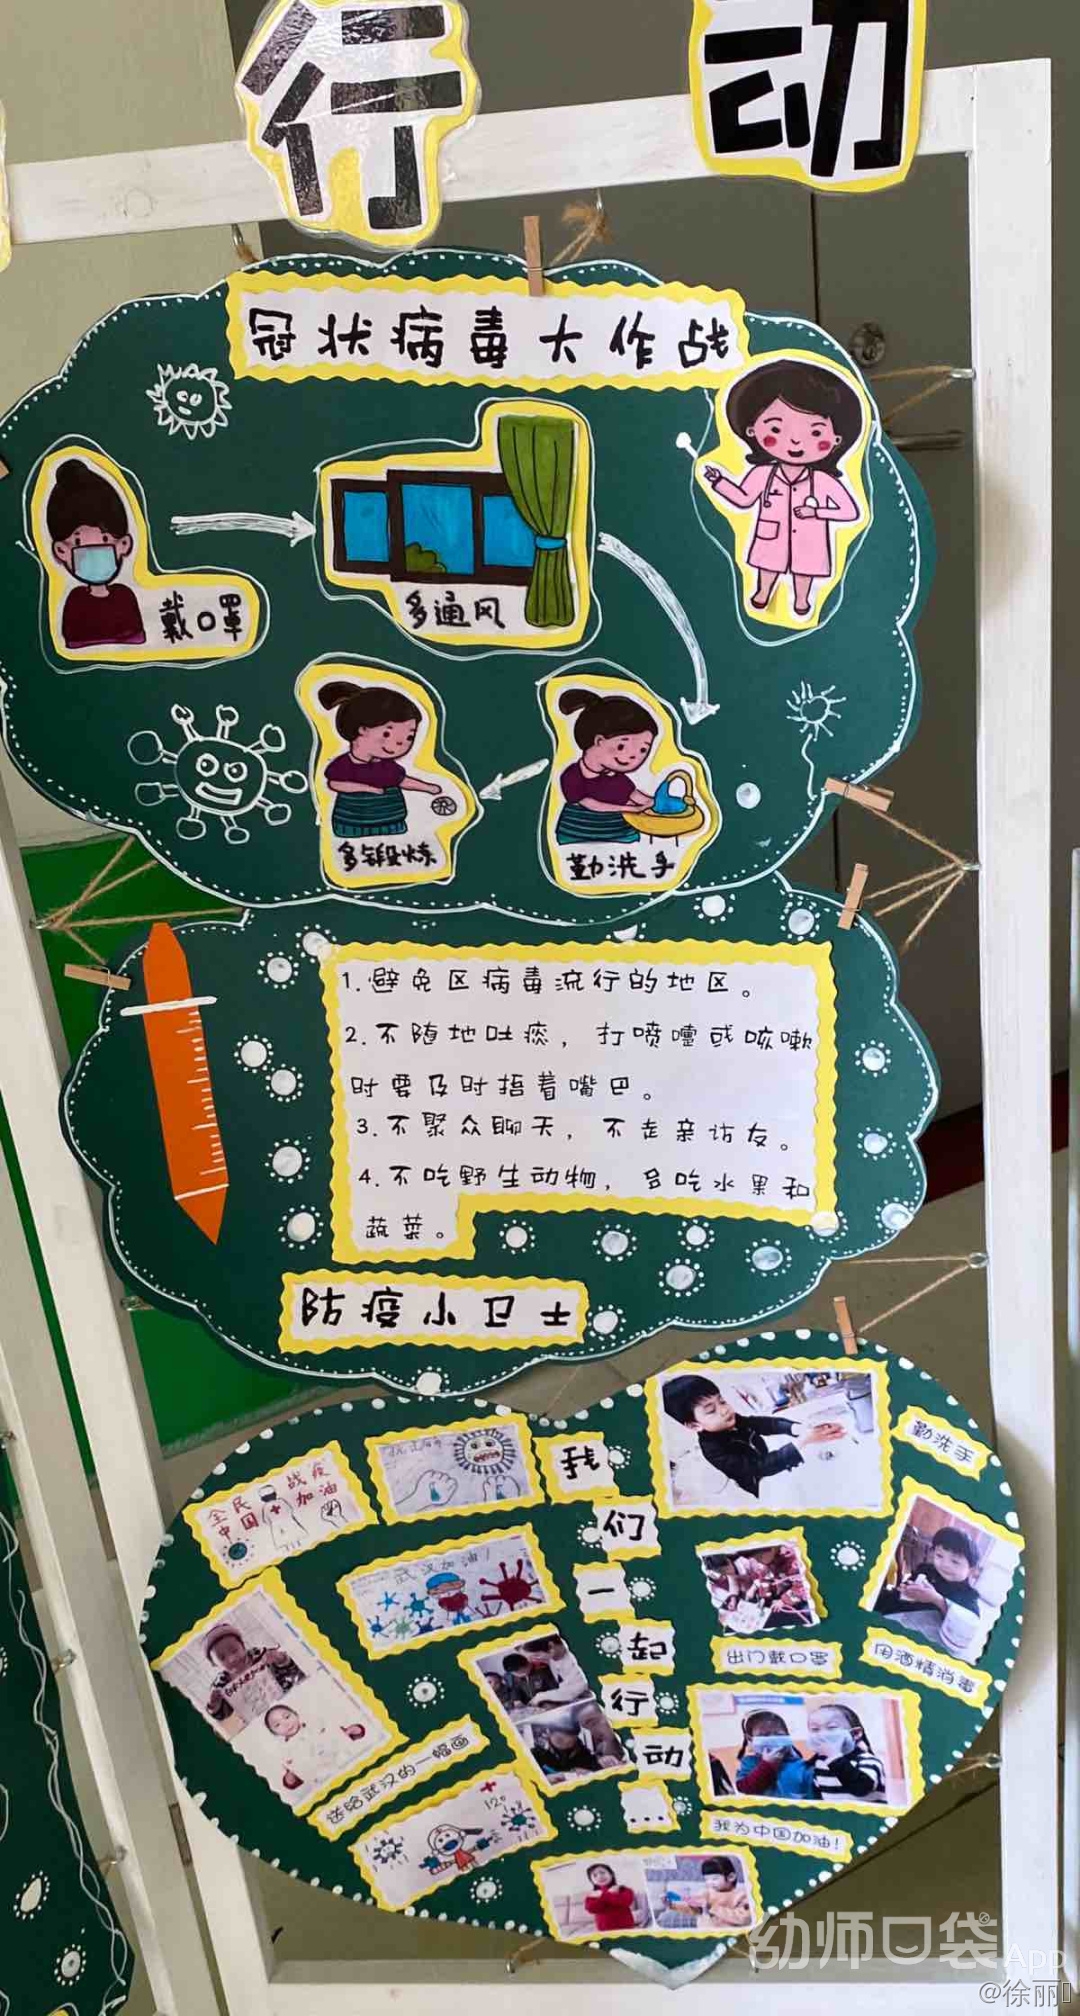 行 动
冠状病毒大作战
戴口罩
多通风
多锻炼
勤洗手
1.避免区病毒流行的地区。
2.不随地吐痰，打喷嚏或咳嗽
时要及时捂着嘴巴。
3.不聚众聊天，不走亲访友。
4.不吃野生动物，多吃水果和
蔬菜。
防疫小卫士
我们一起行动...
全民战疫
中国加油
武汉加油！
送给武汉的一幅画
120
勤洗手
出门戴口罩
用酒精消毒
我为中国加油！
幼师口袋App
@徐丽